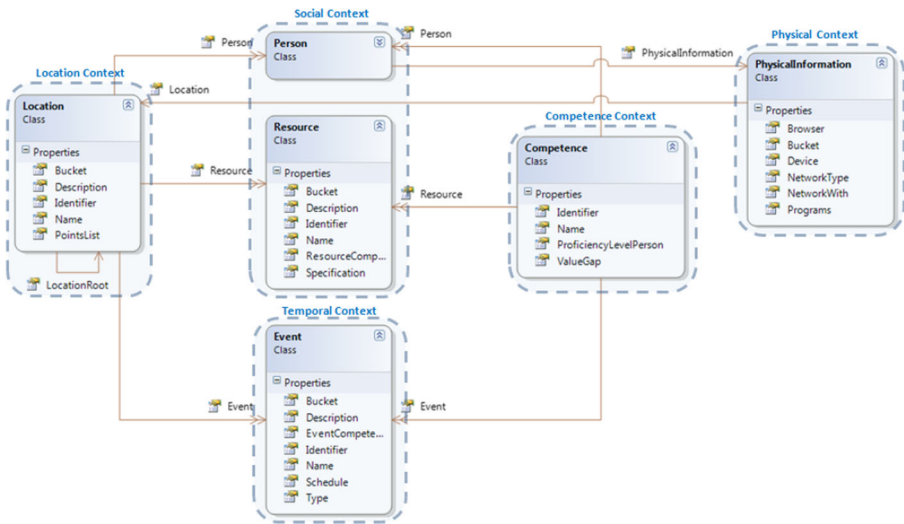 Social Context
Person
Person
Class
Person
Physical Context
PhysicalInformation
PhysicalInformation
Class
Properties
Browser
Bucket
Device
NetworkType
NetworkWith
Programs
Location Context
Location
Location
Class
Properties
Bucket
Description
Identifier
Name
PointsList
LocationRoot
Resource
Resource
Class
Properties
Bucket
Description
Identifier
Name
ResourceComp...
Specification
Resource
Competence Context
Competence
Class
Properties
Identifier
Name
ProficiencyLevelPerson
ValueGap
Temporal Context
Event
Class
Properties
Bucket
Description
EventCompete...
Identifier
Name
Schedule
Type
Event
Event